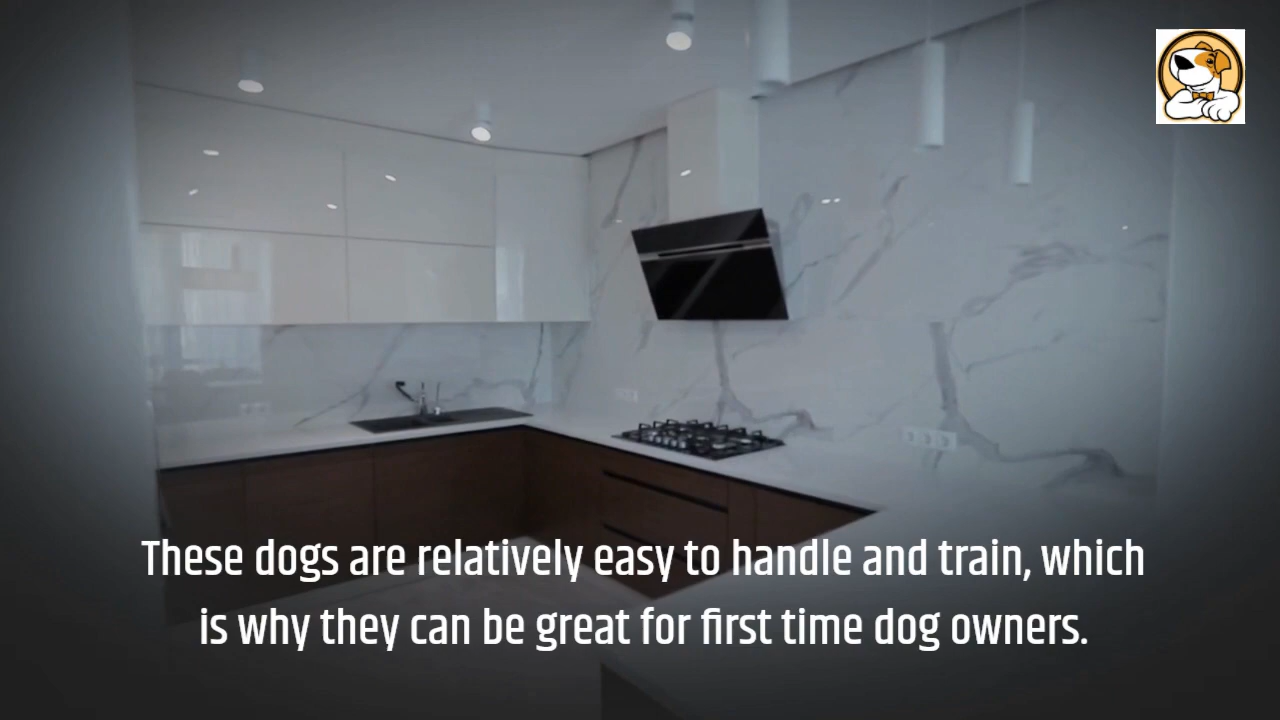 These dogs are relatively easy to handle and train, which
is why they can be great for first time dog owners.